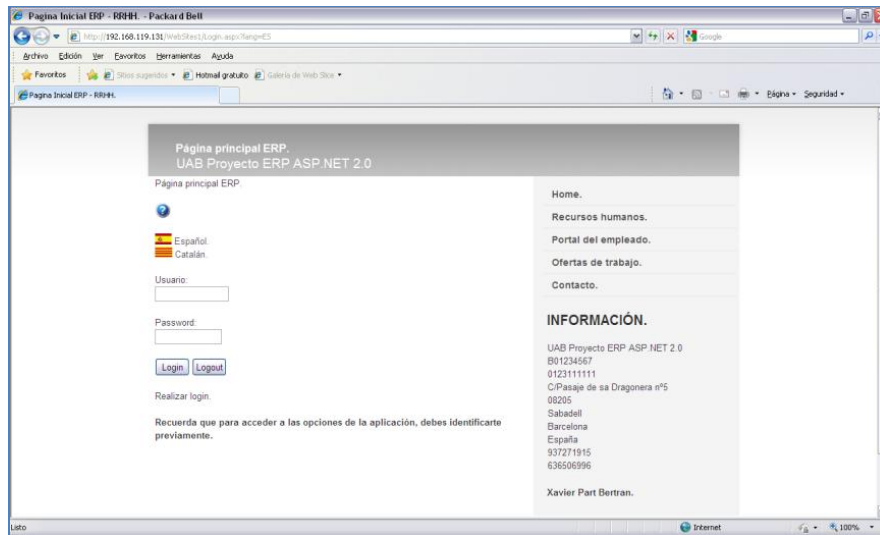 Pagina Inicial ERP - RRHH. - Packard Bell
http://192.168.119.131/WebSite1/Login.aspx?lang=ES
Google
Archivo Edición Ver Favoritos Herramientas Ayuda
Favoritos Sitios sugeridos Hotmail gratuito Galería de Web Slice
Pagina Inicial ERP - RRHH.
Página Seguridad
Página principal ERP.
UAB Proyecto ERP ASP.NET 2.0
Página principal ERP.
Español.
Catalán.
Usuario:
Password:
Login Logout
Realizar login.
Recuerda que para acceder a las opciones de la aplicación, debes identificarte
previamente.
Home.
Recursos humanos.
Portal del empleado.
Ofertas de trabajo.
Contacto.
INFORMACIÓN.
UAB Proyecto ERP ASP.NET 2.0
B01234567
0123111111
C/Pasaje de sa Dragonera nº5
08205
Sabadell
Barcelona
España
937271915
636506996
Xavier Part Bertran.
Listo
Internet
100%